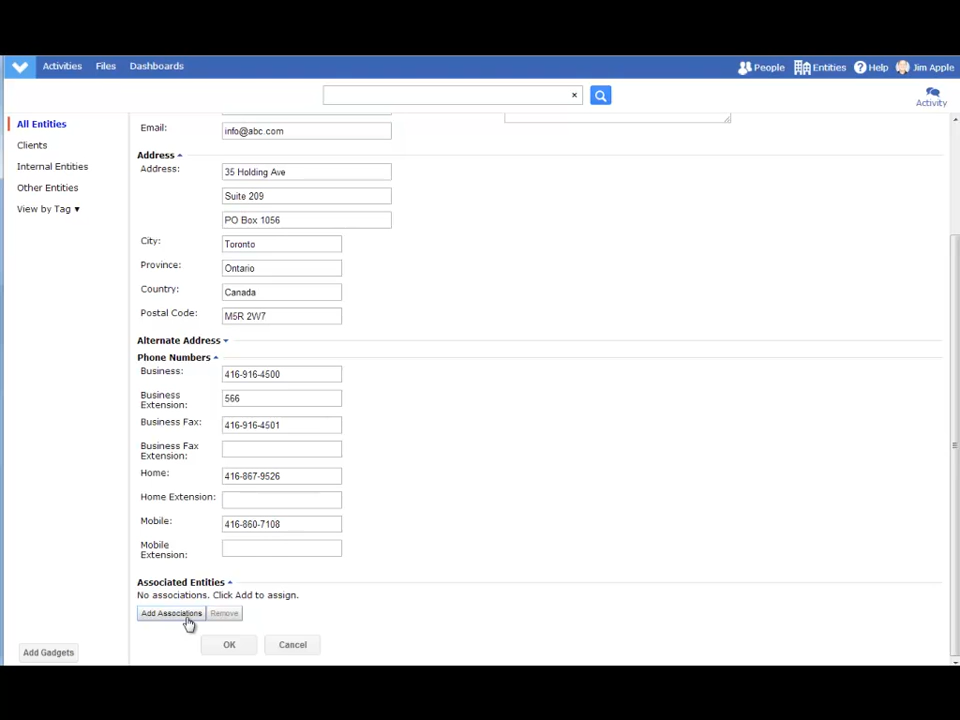 Activities Files Dashboards People Entities Help Jim Apple
Activity
All Entities
Clients
Internal Entities
Other Entities
View by Tag
Email: info@abc.com
Address
Address: 35 Holding Ave
Suite 209
PO Box 1056
City: Toronto
Province: Ontario
Country: Canada
Postal Code: M5R 2W7
Alternate Address
Phone Numbers
Business: 416-916-4500
Business
Extension: 566
Business Fax: 416-916-4501
Business Fax
Extension:
Home: 416-867-9526
Home Extension:
Mobile: 416-860-7108
Mobile
Extension:
Associated Entities
No associations. Click Add to assign.
Add Associations Remove
OK Cancel
Add Gadgets